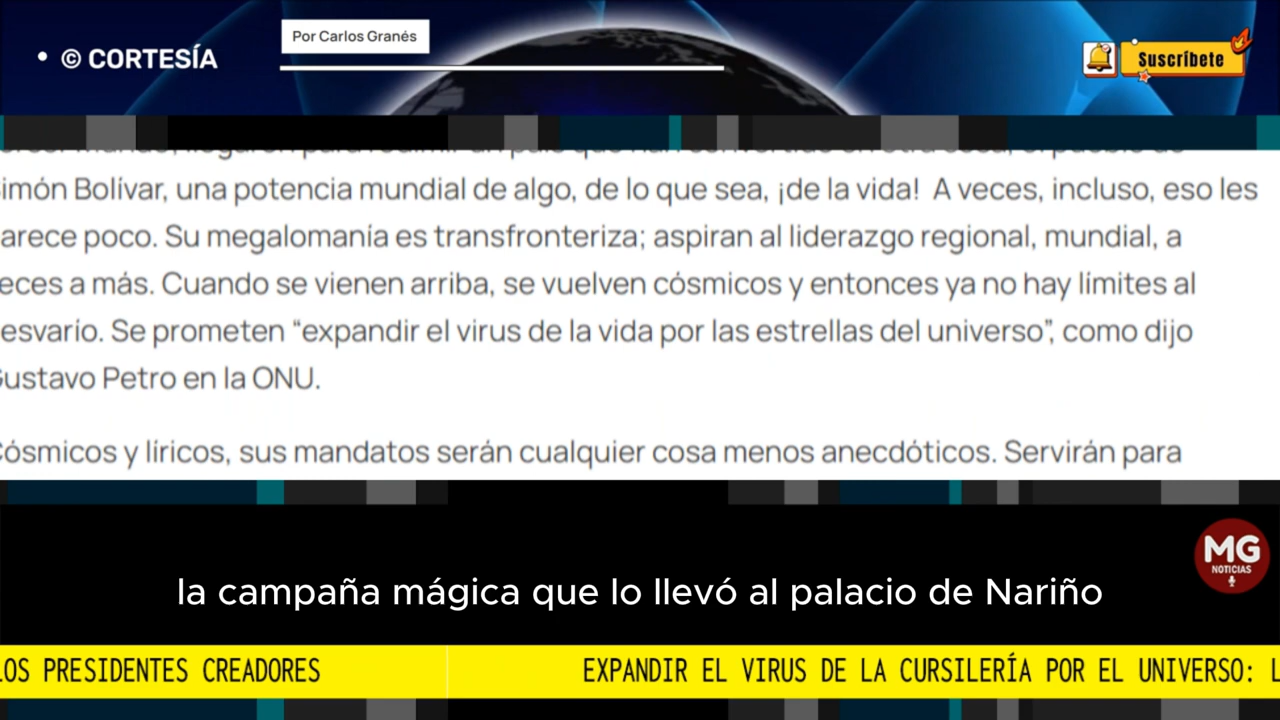 • © CORTESÍA
Por Carlos Granés
Suscríbete
imón Bolívar, una potencia mundial de algo, de lo que sea, ¡de la vida! A veces, incluso, eso les
arece poco. Su megalomanía es transfronteriza; aspiran al liderazgo regional, mundial, a
eces a más. Cuando se vienen arriba, se vuelven cósmicos y entonces ya no hay límites al
esvarío. Se prometen “expandir el virus de la vida por las estrellas del universo”, como dijo
ustavo Petro en la ONU.
ósmicos y líricos, sus mandatos serán cualquier cosa menos anecdóticos. Servirán para
MG
NOTICIAS
la campaña mágica que lo llevó al palacio de Nariño
LOS PRESIDENTES CREADORES EXPANDIR EL VIRUS DE LA CURSILERÍA POR EL UNIVERSO: L